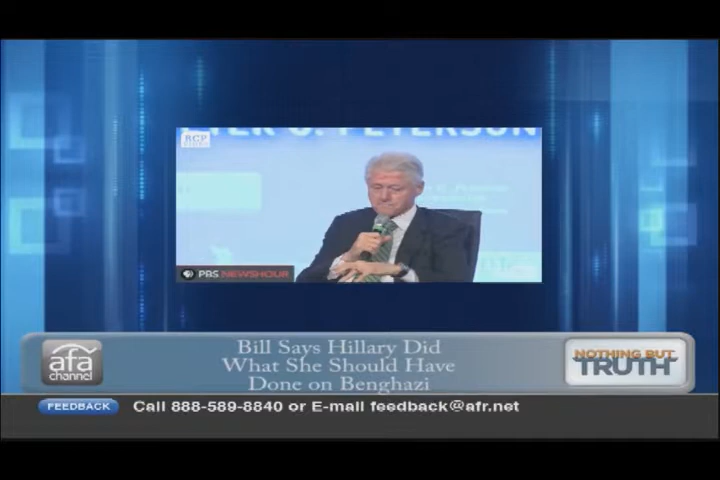 RCP
TER G. PETERSON
PBS NEWSHOUR
Bill Says Hillary Did
What She Should Have
Done on Benghazi
afa
channel
NOTHING BUT
TRUTH
FEEDBACK
Call 888-589-8840 or E-mail feedback@afr.net